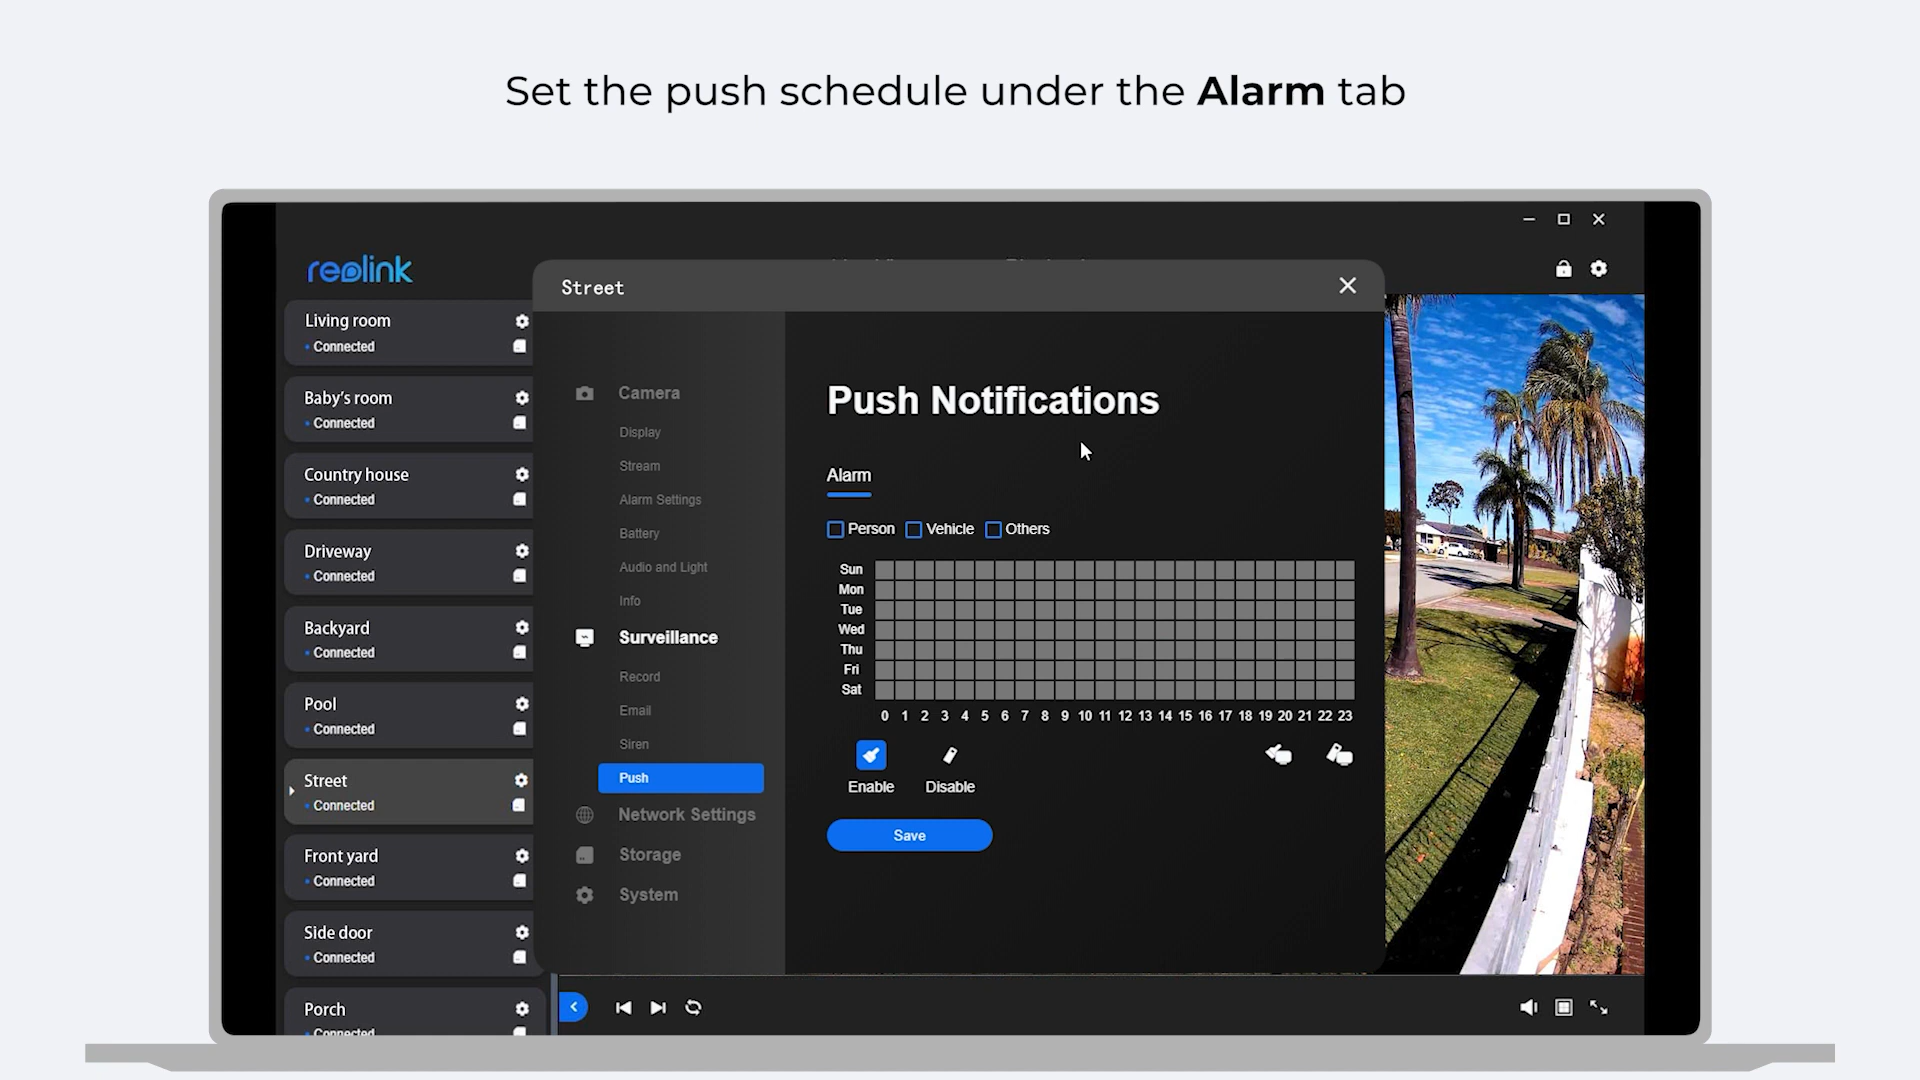 Set the push schedule under the Alarm tab
reolink
Living room
Connected
Baby's room
Connected
Country house
Connected
Driveway
Connected
Backyard
Connected
Pool
Connected
Street
Connected
Front yard
Connected
Side door
Connected
Porch
Connected
Street
Camera
Display
Stream
Alarm Settings
Battery
Audio and Light
Info
Surveillance
Record
Email
Siren
Push
Network Settings
Storage
System
Push Notifications
Alarm
Person Vehicle Others
Sun
Mon
Tue
Wed
Thu
Fri
Sat
0 1 2 3 4 5 6 7 8 9 10 11 12 13 14 15 16 17 18 19 20 21 22 23
Enable Disable
Save